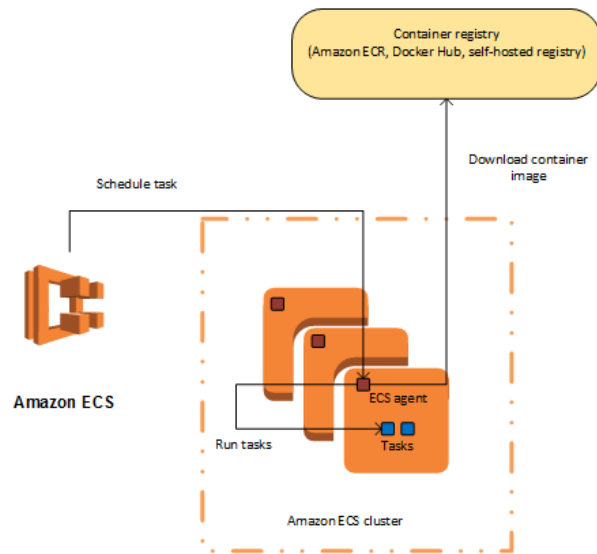 Container registry
(Amazon ECR, Docker Hub, self-hosted registry)
Download container
image
Schedule task
Amazon ECS
ECS agent
Run tasks
Tasks
Amazon ECS cluster